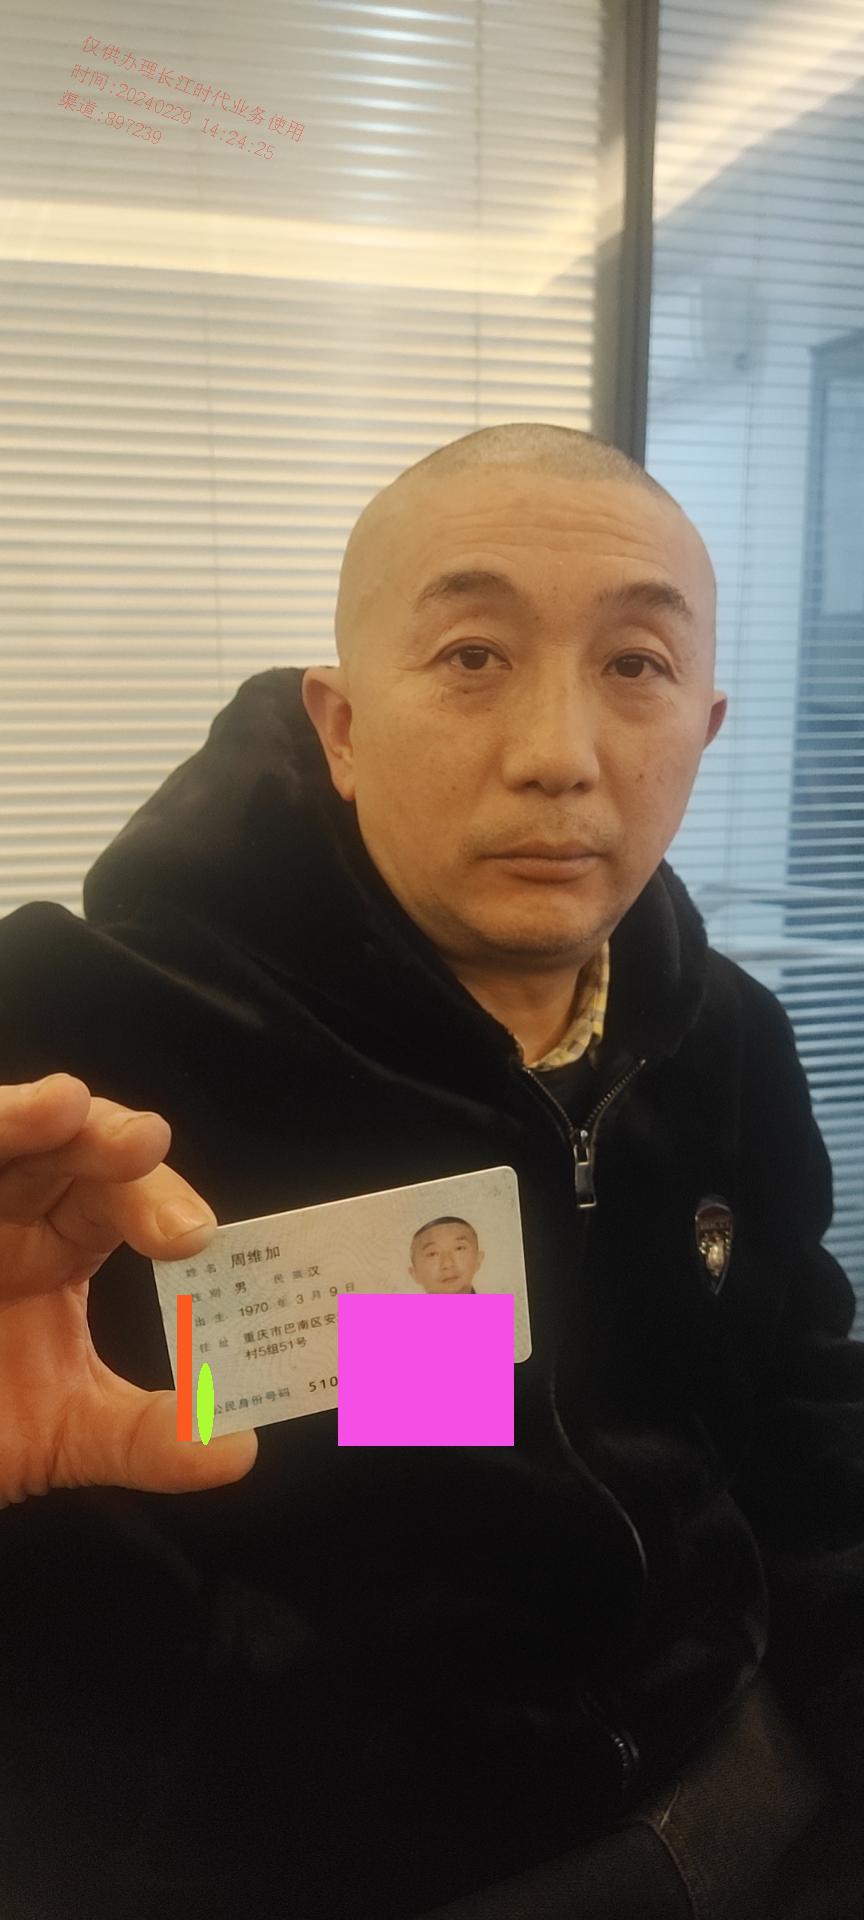 仅供办理长江时代业务使用
时间:20240229 14:24:25
渠道:897239
姓名 周维加
性别 男 民族 汉
出生 1970 年 3 月 9 日
住址 重庆市巴南区安
村5组51号
公民身份号码 510